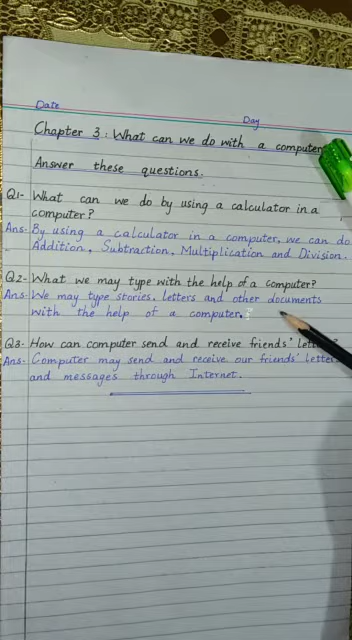 Date
Day
Chapter 3: What can we do with a computer
Answer these questions.
Q1- What can we do by using a calculator in a
computer?
Ans- By using a calculator in a computer, we can do
Addition, Subtraction, Multiplication and Division.
Q2- What we may type with the help of a computer?
Ans- We may type stories, letters and other documents
with the help of a computer.
Q3- How can computer send and receive friends' letters?
Ans- Computer may send and receive our friends' letters
and messages through Internet.